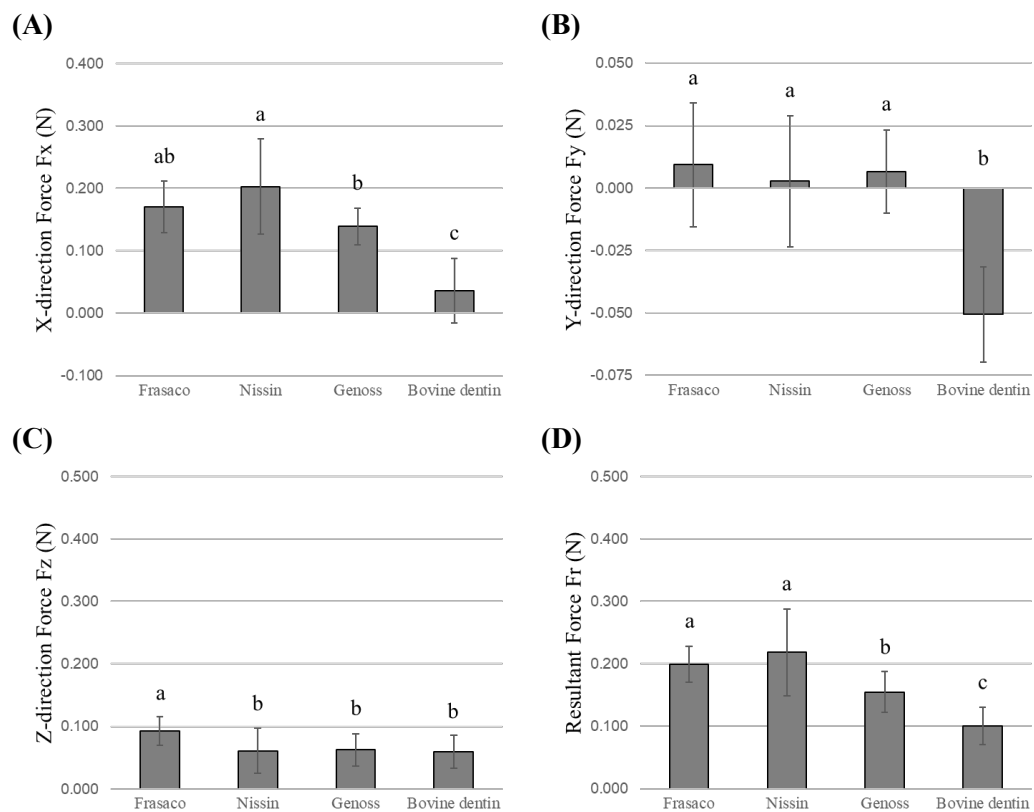 (A)
X-direction Force Fx (N)
0.400
0.300
0.200
0.100
0.000
-0.100
ab
a
b
c
Frasaco
Nissin
Genoss
Bovine dentin
(B)
Y-direction Force Fy (N)
0.050
0.025
0.000
-0.025
-0.050
-0.075
a
a
a
b
Frasaco
Nissin
Genoss
Bovine dentin
(C)
Z-direction Force Fz (N)
0.500
0.400
0.300
0.200
0.100
0.000
a
b
b
b
Frasaco
Nissin
Genoss
Bovine dentin
(D)
Resultant Force Fr (N)
0.500
0.400
0.300
0.200
0.100
0.000
a
a
b
c
Frasaco
Nissin
Genoss
Bovine dentin